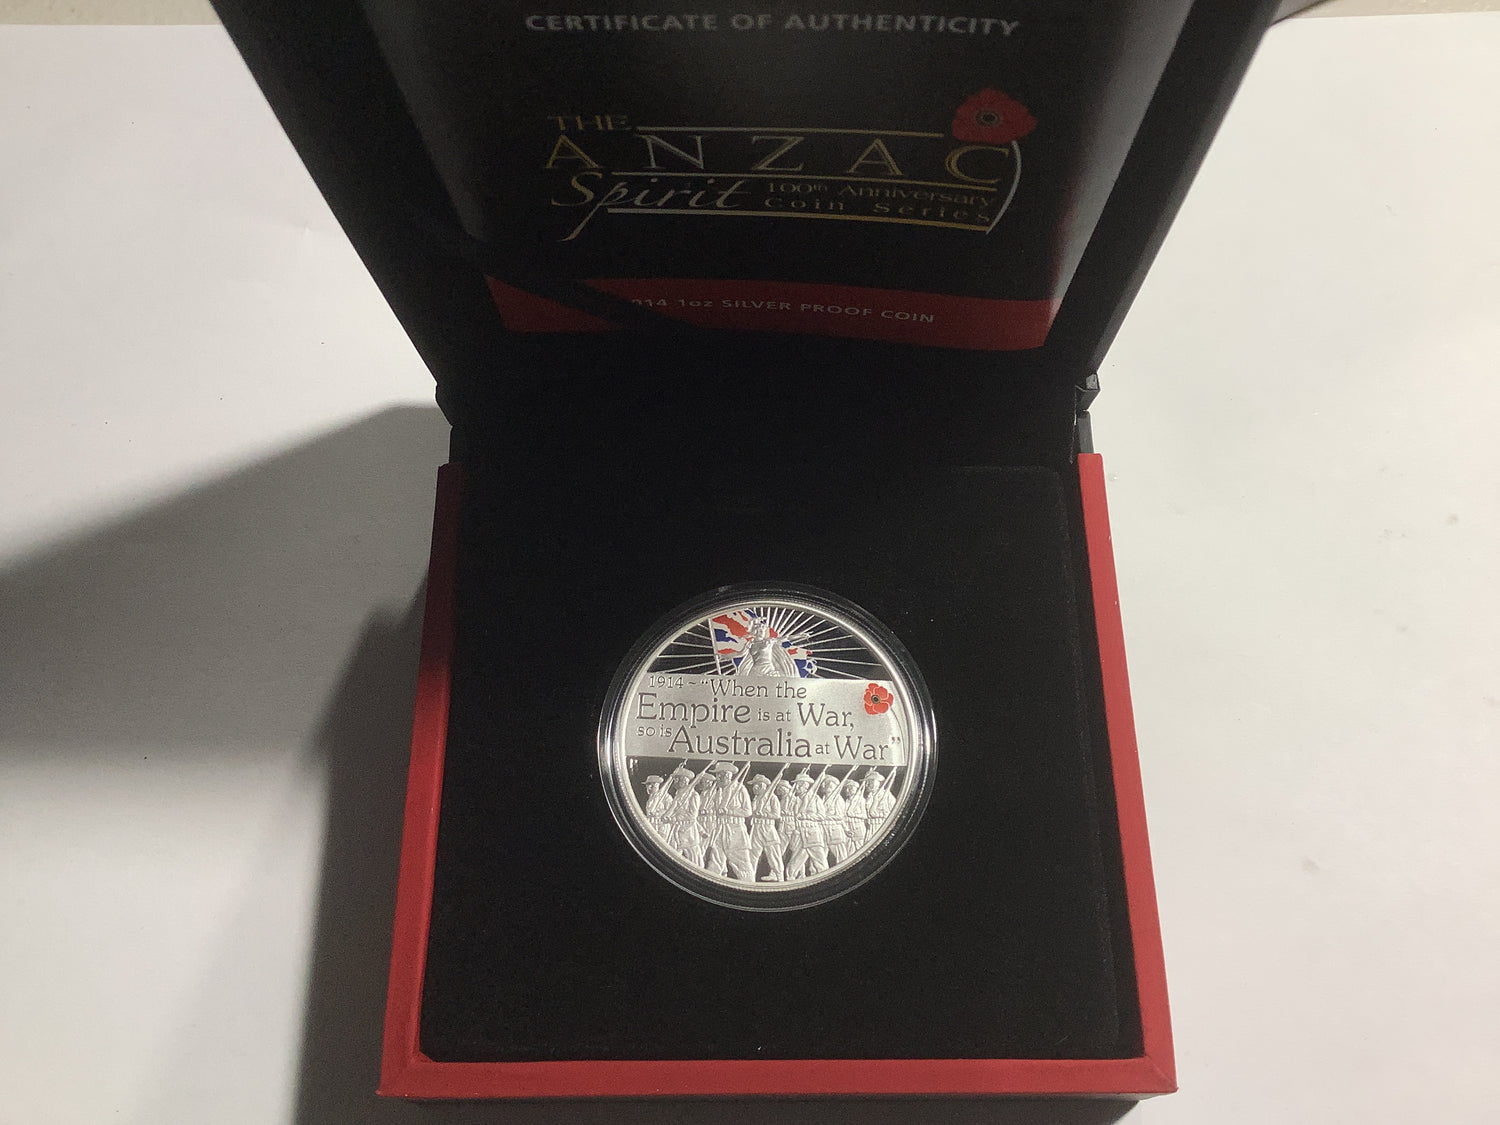 CERTIFICATE OF AUTHENTICITY
THE
ANZAC
Spirit 100th Anniversary
Coin Series
014 1oz SILVER PROOF COIN
1914 ~ "When the
Empire is at War,
so is Australia at War"